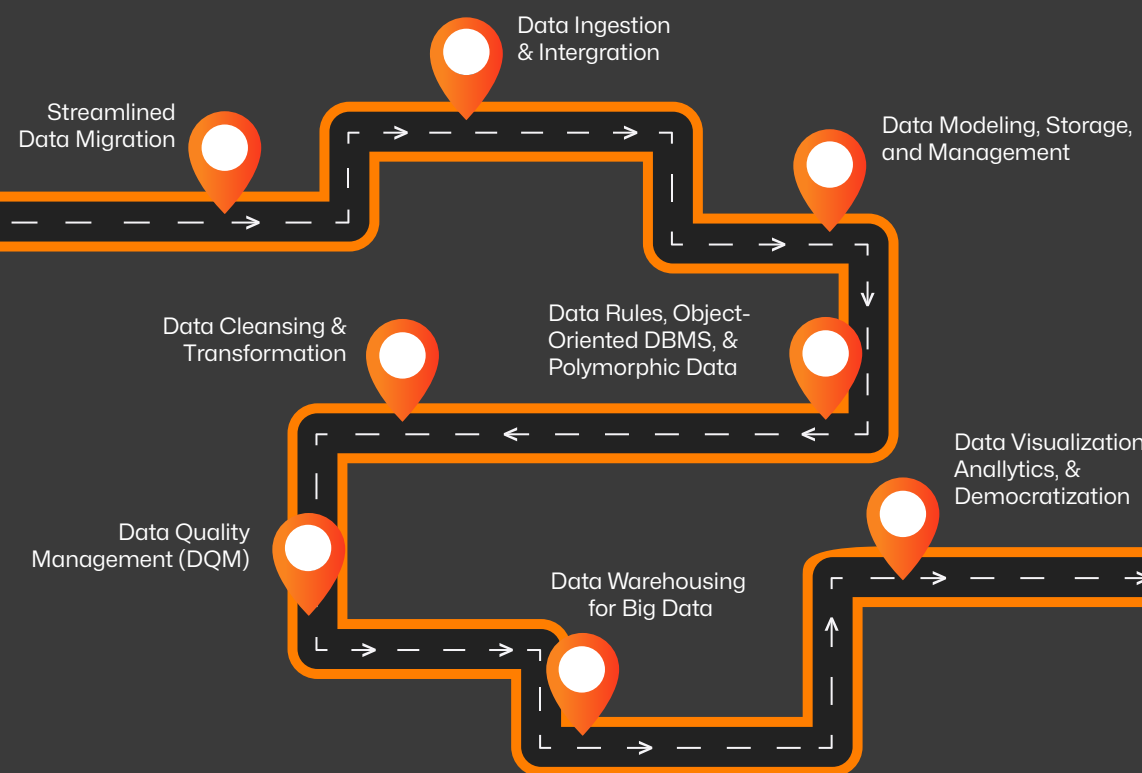 Data Ingestion
& Intergration
Streamlined
Data Migration
Data Modeling, Storage,
and Management
Data Rules, Object-
Oriented DBMS, &
Polymorphic Data
Data Cleansing &
Transformation
Data Visualization
Anallytics, &
Democratization
Data Quality
Management (DQM)
Data Warehousing
for Big Data